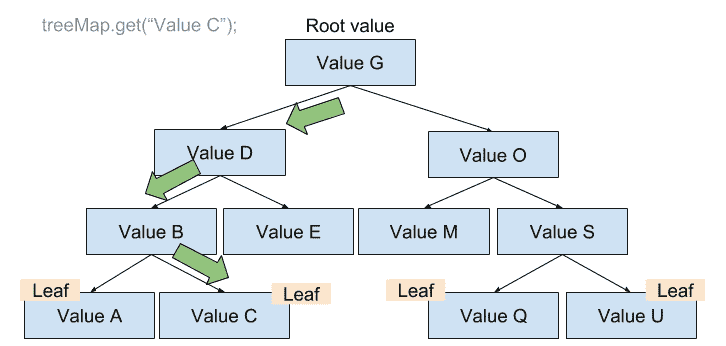 treeMap.get(“Value C”);
Root value
Value G
Value D
Value O
Value B
Value E
Value M
Value S
Leaf
Leaf
Leaf
Leaf
Value A
Value C
Value Q
Value U